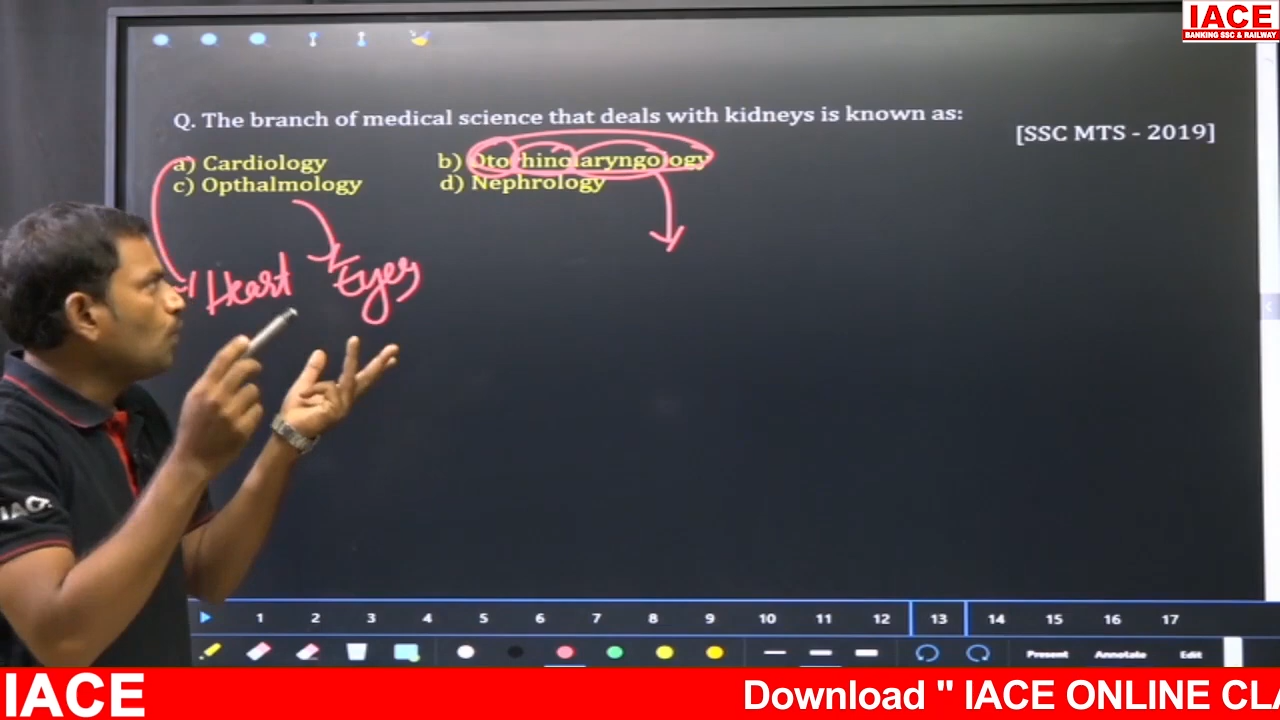 IACE
BANKING SSC & RAILWAY
Q. The branch of medical science that deals with kidneys is known as:
[SSC MTS - 2019]
a) Cardiology b) Otorhinolaryngology
c) Opthalmology d) Nephrology
Heart Eyes
1 2 3 4 5 6 7 8 9 10 11 12 13 14 15 16 17
Present Annotate Edit
IACE
IACE Download " IACE ONLINE CLA